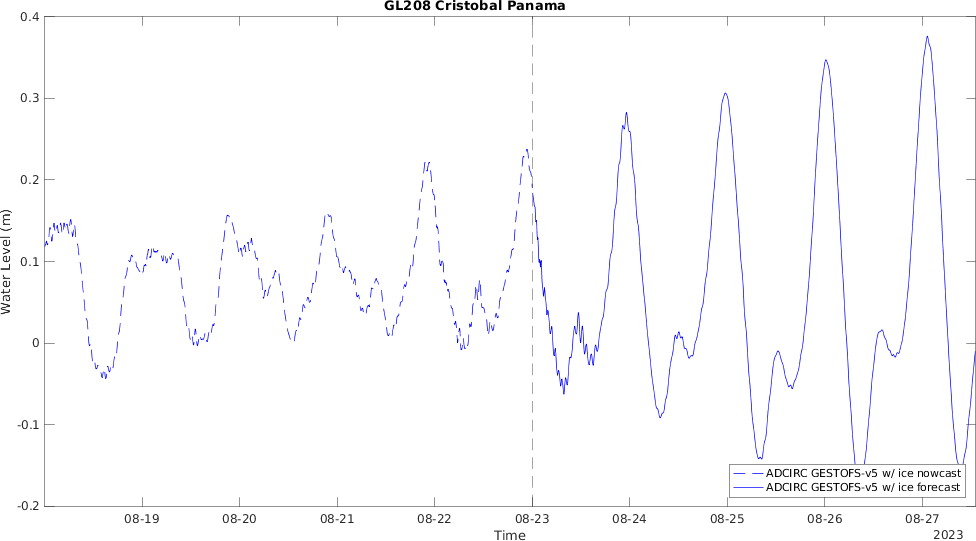 GL208 Cristobal Panama
0.4
0.3
0.2
0.1
0
-0.1
-0.2
Water Level (m)
08-19 08-20 08-21 08-22 08-23 08-24 08-25 08-26 08-27
Time
2023
ADCIRC GESTOFS-v5 w/ ice nowcast
ADCIRC GESTOFS-v5 w/ ice forecast